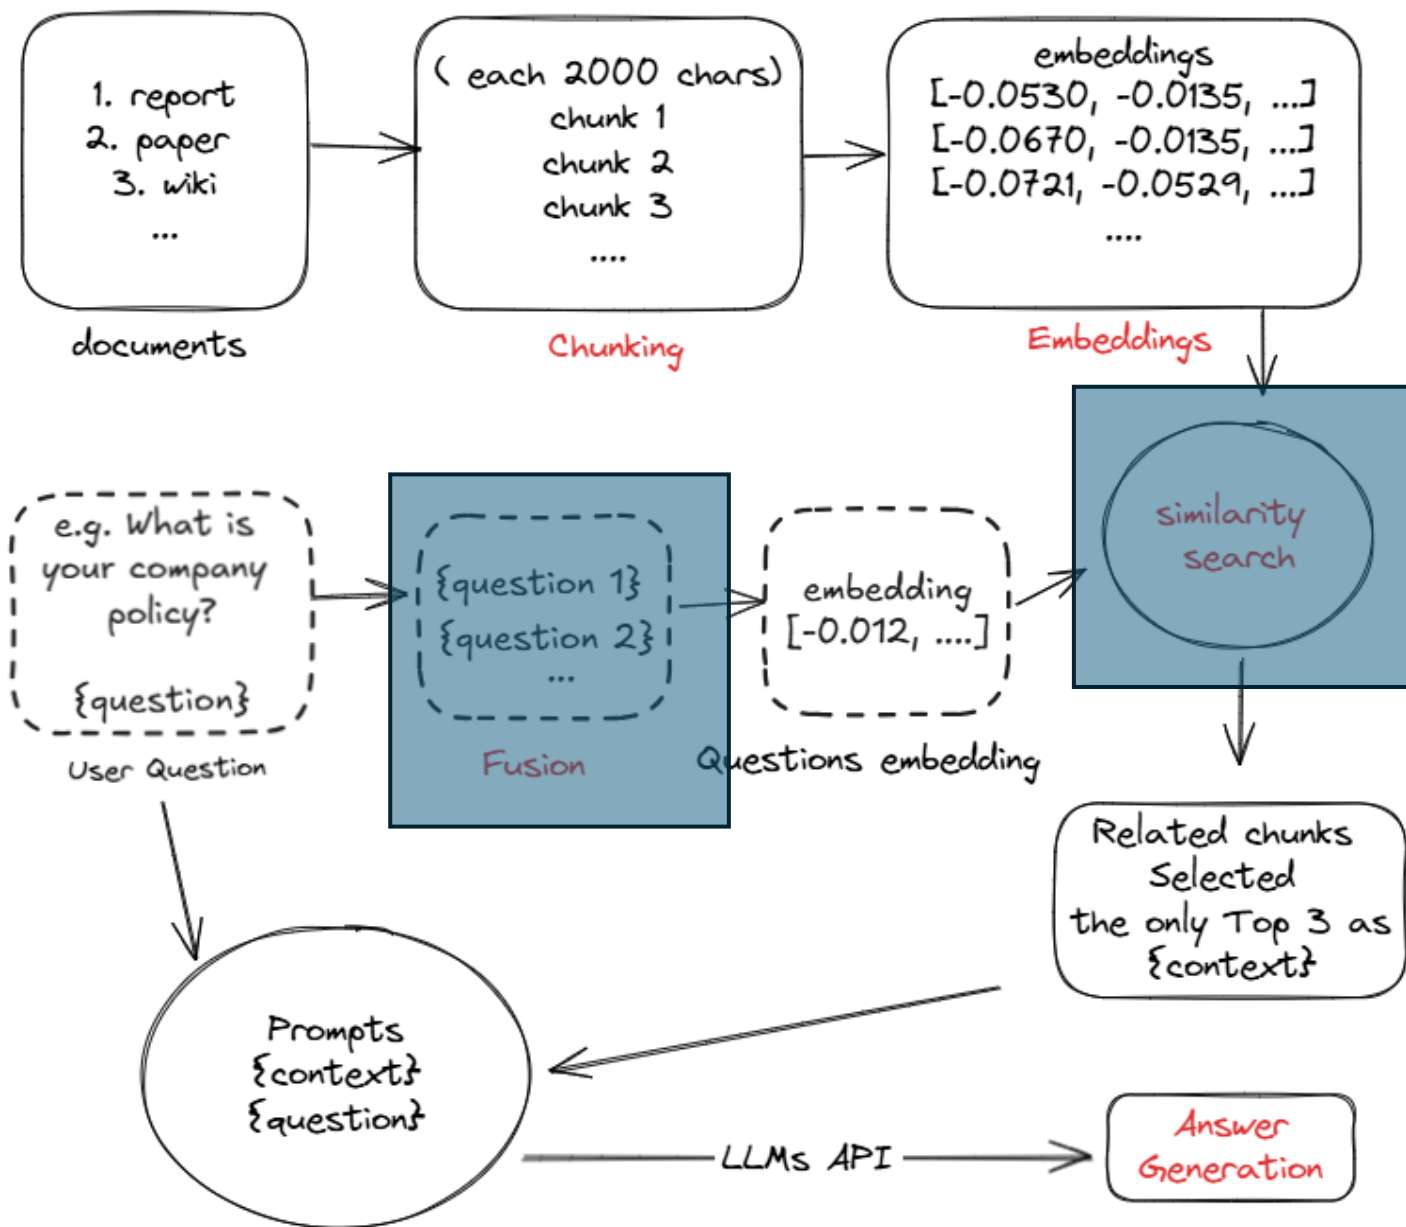 1. report
2. paper
3. wiki
...
documents
( each 2000 chars)
chunk 1
chunk 2
chunk 3
....
Chunking
embeddings
[-0.0530, -0.0135, ...]
[-0.0670, -0.0135, ...]
[-0.0721, -0.0529, ...]
....
Embeddings
e.g. What is
your company
policy?
{question}
User Question
{question 1}
{question 2}
...
Fusion
embedding
[-0.012, ....]
Questions embedding
similarity
search
Related chunks
Selected
the only Top 3 as
{context}
Prompts
{context}
{question}
LLMs API
Answer
Generation